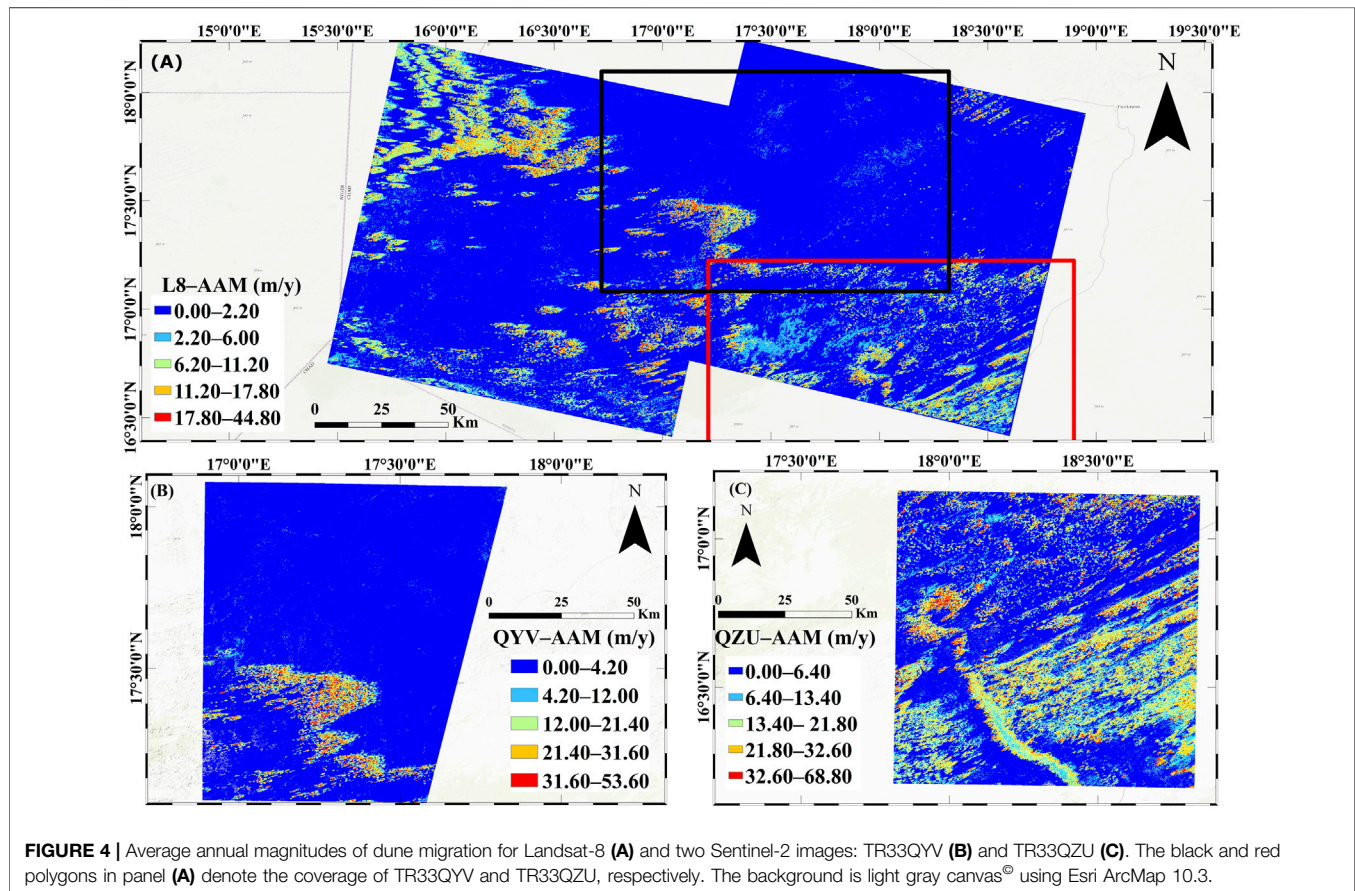 15°0'0"E 15°30'0"E 16°0'0"E 16°30'0"E 17°0'0"E 17°30'0"E 18°0'0"E 18°30'0"E 19°0'0"E 19°30'0"E
(A)
N
18°0'0"N
17°30'0"N
17°0'0"N
16°30'0"N
NIGER
CHAD
CHAD
L8–AAM (m/y)
0.00–2.20
2.20–6.00
6.20–11.20
11.20–17.80
17.80–44.80
0 25 50
Km
17°0'0"E 17°30'0"E 18°0'0"E
(B)
N
18°0'0"N
17°30'0"N
0 25 50
Km
QYV–AAM (m/y)
0.00–4.20
4.20–12.00
12.00–21.40
21.40–31.60
31.60–53.60
17°30'0"E 18°0'0"E 18°30'0"E
(C)
N
17°0'0"N
16°30'0"N
0 25 50
Km
QZU–AAM (m/y)
0.00–6.40
6.40–13.40
13.40– 21.80
21.80–32.60
32.60–68.80
FIGURE 4 | Average annual magnitudes of dune migration for Landsat-8 (A) and two Sentinel-2 images: TR33QYV (B) and TR33QZU (C). The black and red
polygons in panel (A) denote the coverage of TR33QYV and TR33QZU, respectively. The background is light gray canvas© using Esri ArcMap 10.3.